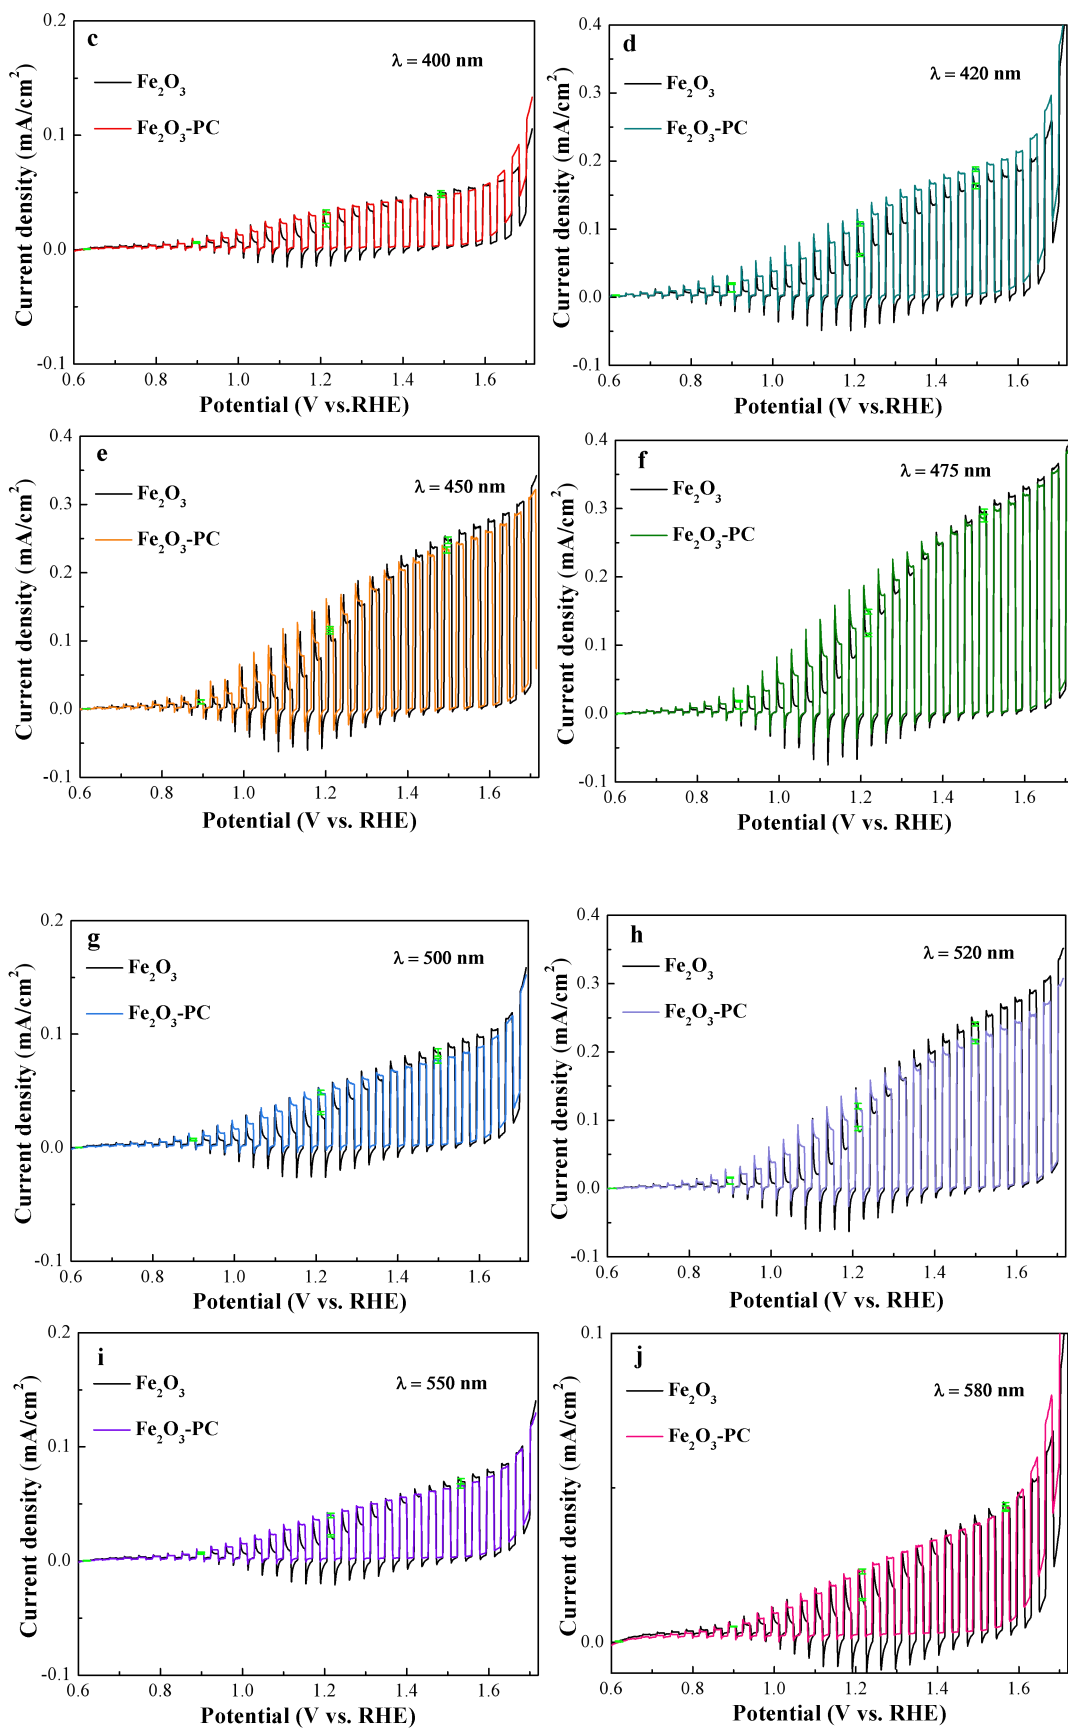 c
λ = 400 nm
Fe2O3
Fe2O3-PC
Current density (mA/cm2)
0.2
0.1
0.0
-0.1
0.6 0.8 1.0 1.2 1.4 1.6
Potential (V vs.RHE)
d
λ = 420 nm
Fe2O3
Fe2O3-PC
Current density (mA/cm2)
0.4
0.3
0.2
0.1
0.0
-0.1
0.6 0.8 1.0 1.2 1.4 1.6
Potential (V vs.RHE)
e
λ = 450 nm
Fe2O3
Fe2O3-PC
Current density (mA/cm2)
0.4
0.3
0.2
0.1
0.0
-0.1
0.6 0.8 1.0 1.2 1.4 1.6
Potential (V vs. RHE)
f
λ = 475 nm
Fe2O3
Fe2O3-PC
Current density (mA/cm2)
0.4
0.3
0.2
0.1
0.0
-0.1
0.6 0.8 1.0 1.2 1.4 1.6
Potential (V vs. RHE)
g
λ = 500 nm
Fe2O3
Fe2O3-PC
Current density (mA/cm2)
0.2
0.1
0.0
-0.1
0.6 0.8 1.0 1.2 1.4 1.6
Potential (V vs. RHE)
h
λ = 520 nm
Fe2O3
Fe2O3-PC
Current density (mA/cm2)
0.4
0.3
0.2
0.1
0.0
-0.1
0.6 0.8 1.0 1.2 1.4 1.6
Potential (V vs. RHE)
i
λ = 550 nm
Fe2O3
Fe2O3-PC
Current density (mA/cm2)
0.2
0.1
0.0
-0.1
0.6 0.8 1.0 1.2 1.4 1.6
Potential (V vs. RHE)
j
λ = 580 nm
Fe2O3
Fe2O3-PC
Current density (mA/cm2)
0.1
0.0
0.6 0.8 1.0 1.2 1.4 1.6
Potential (V vs. RHE)